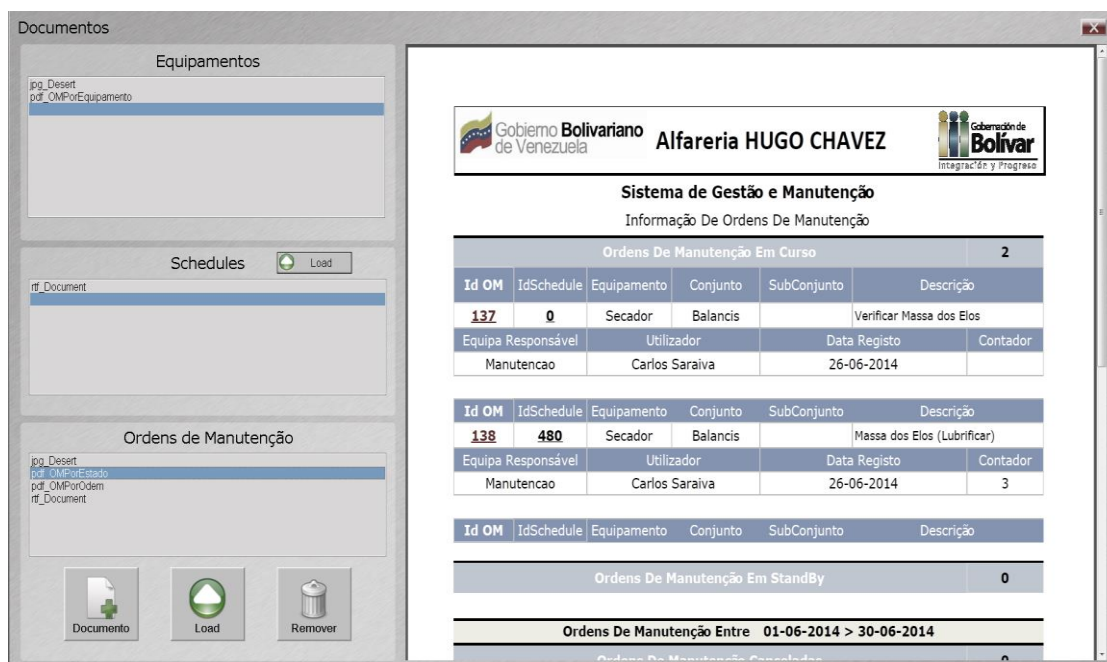 Documentos
Equipamentos
jpg_Desert
pdf_OMPorEquipamento
Schedules Load
rtf_Document
Ordens de Manutenção
jpg_Desert
pdf_OMPorEstado
pdf_OMPorOdem
rtf_Document
Documento Load Remover
Gobierno Bolivariano
de Venezuela
Alfareria HUGO CHAVEZ
Gobernación de
Bolívar
Integración y Progreso
Sistema de Gestão e Manutenção
Informação De Ordens De Manutenção
Ordens De Manutenção Em Curso 2
Id OM IdSchedule Equipamento Conjunto SubConjunto Descrição
137 0 Secador Balancis Verificar Massa dos Elos
Equipa Responsável Utilizador Data Registo Contador
Manutencao Carlos Saraiva 26-06-2014
Id OM IdSchedule Equipamento Conjunto SubConjunto Descrição
138 480 Secador Balancis Massa dos Elos (Lubrificar)
Equipa Responsável Utilizador Data Registo Contador
Manutencao Carlos Saraiva 26-06-2014 3
Id OM IdSchedule Equipamento Conjunto SubConjunto Descrição
Ordens De Manutenção Em StandBy 0
Ordens De Manutenção Entre 01-06-2014 > 30-06-2014
Ordens De Manutenção Canceladas 0